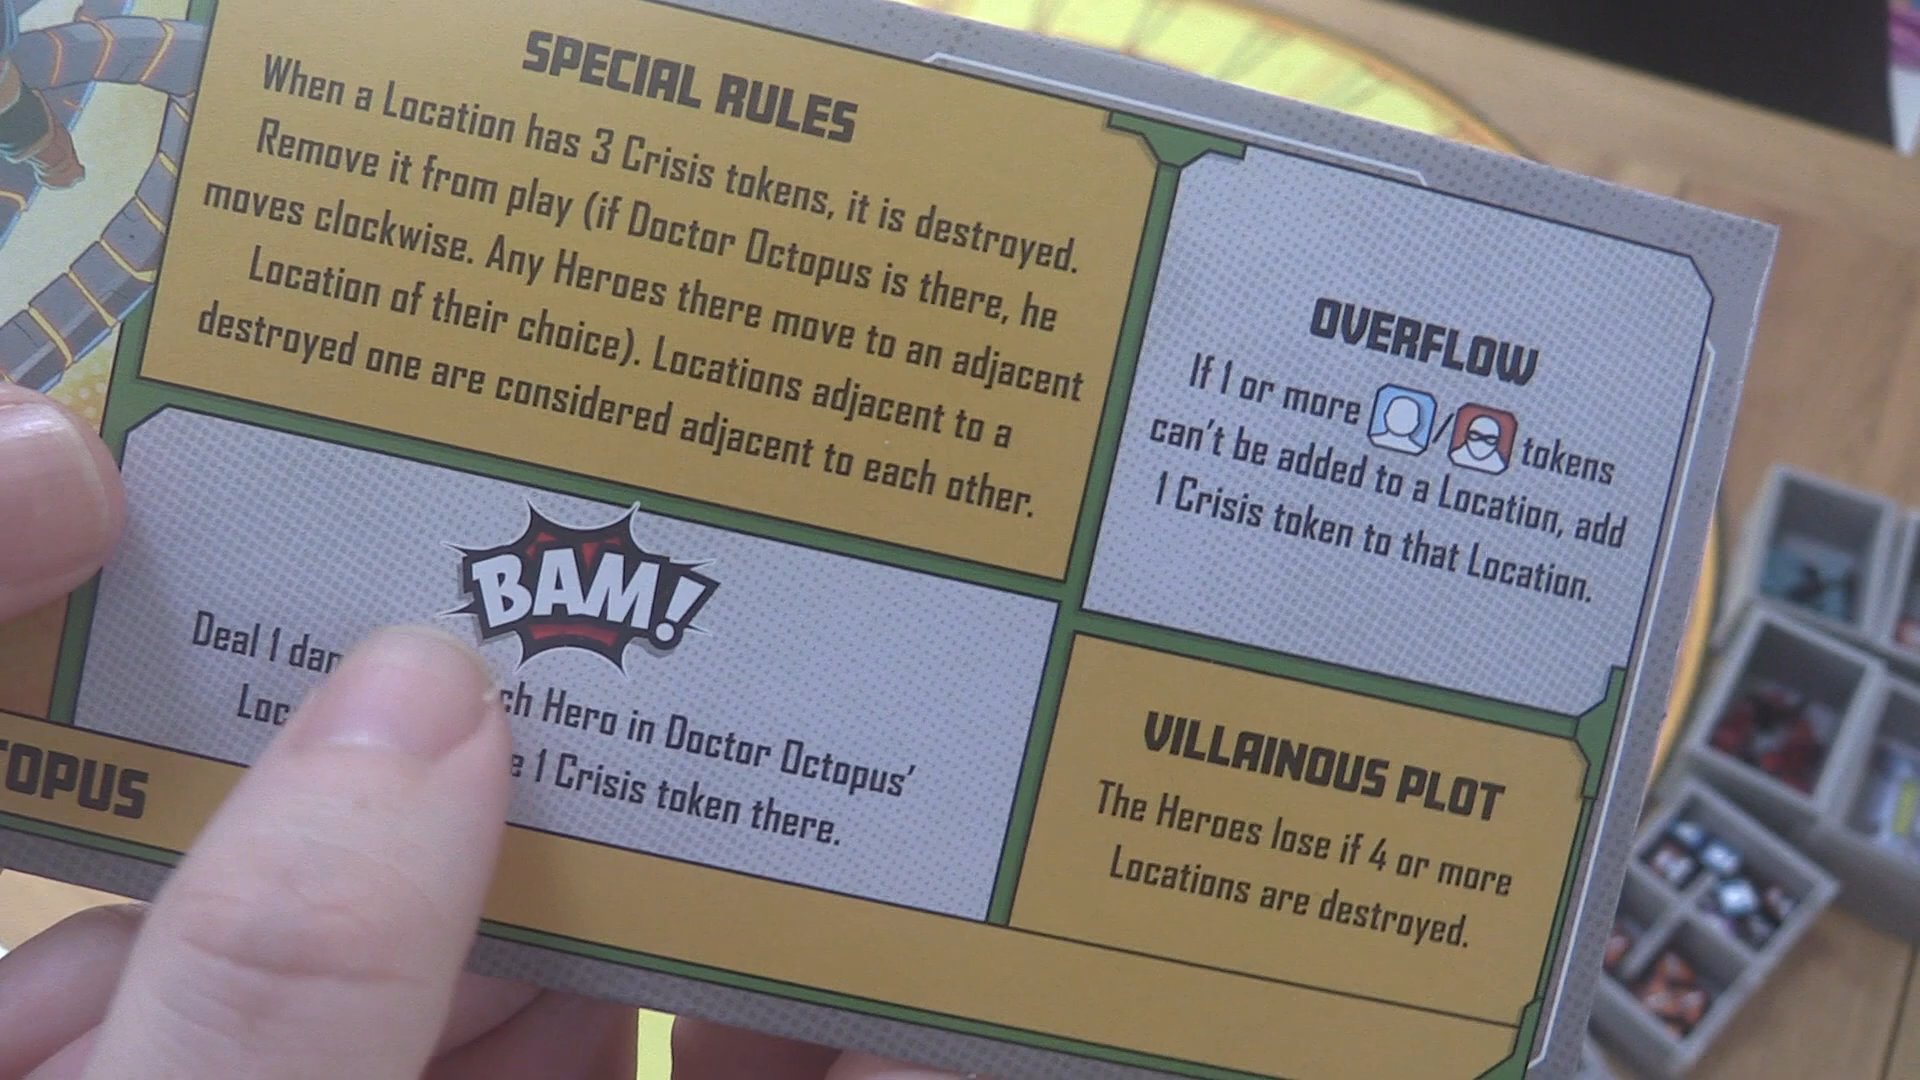 SPECIAL RULES
When a Location has 3 Crisis tokens, it is destroyed.
Remove it from play (if Doctor Octopus is there, he
moves clockwise. Any Heroes there move to an adjacent
Location of their choice). Locations adjacent to a
destroyed one are considered adjacent to each other.
OVERFLOW
If 1 or more / tokens
can't be added to a Location, add
1 Crisis token to that Location.
BAM!
Deal 1 Hero in Doctor Octopus'
1 Crisis token there.
VILLAINOUS PLOT
The Heroes lose if 4 or more
Locations are destroyed.